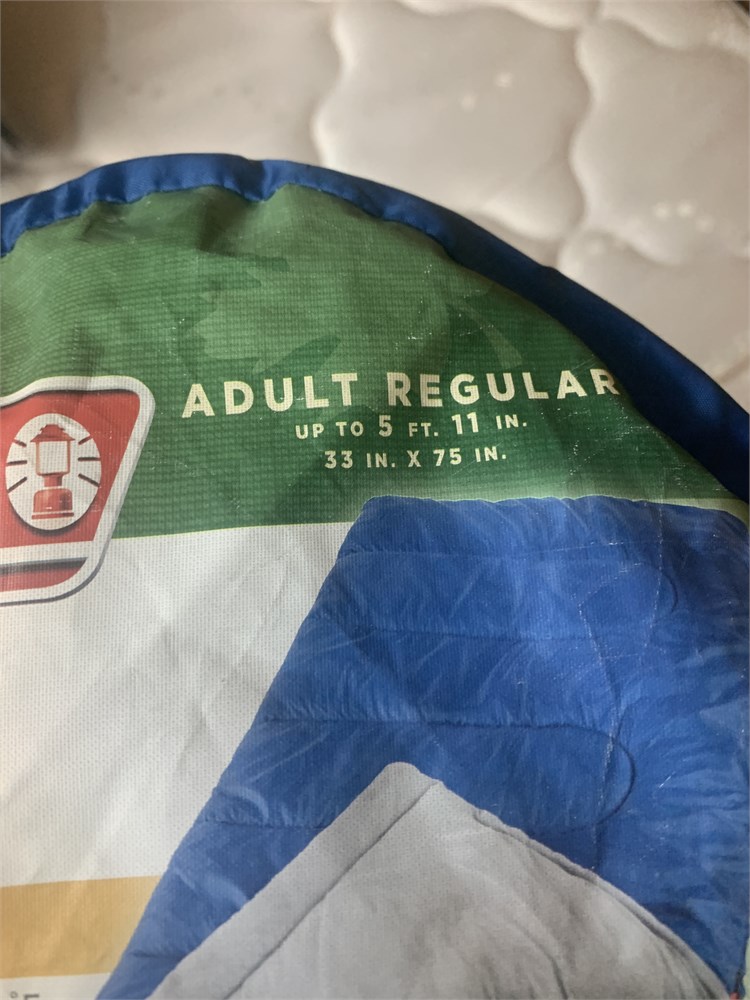 ADULT REGULAR
UP TO 5 FT. 11 IN.
33 IN. X 75 IN.